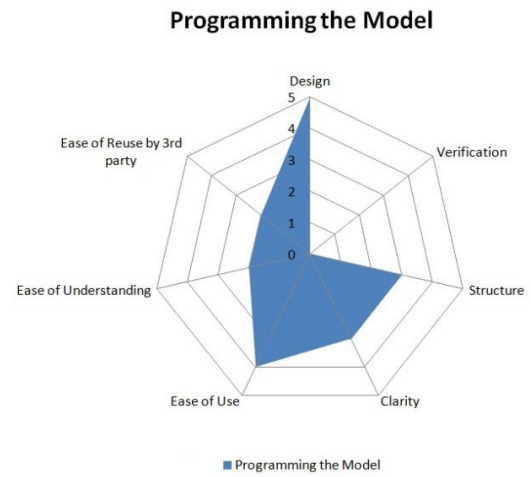 Programming the Model
Design
5
4
3
2
1
0
Ease of Reuse by 3rd
party
Verification
Ease of Understanding
Structure
Ease of Use
Clarity
Programming the Model